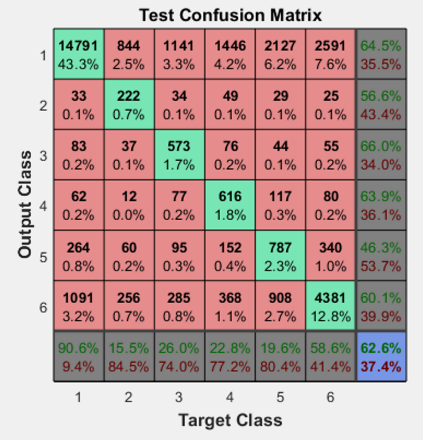 Test Confusion Matrix
1 14791 844 1141 1446 2127 2591 64.5%
43.3% 2.5% 3.3% 4.2% 6.2% 7.6% 35.5%
2 33 222 34 49 29 25 56.6%
0.1% 0.7% 0.1% 0.1% 0.1% 0.1% 43.4%
3 83 37 573 76 44 55 66.0%
0.2% 0.1% 1.7% 0.2% 0.1% 0.2% 34.0%
4 62 12 77 616 117 80 63.9%
0.2% 0.0% 0.2% 1.8% 0.3% 0.2% 36.1%
5 264 60 95 152 787 340 46.3%
0.8% 0.2% 0.3% 0.4% 2.3% 1.0% 53.7%
6 1091 256 285 368 908 4381 60.1%
3.2% 0.7% 0.8% 1.1% 2.7% 12.8% 39.9%
90.6% 15.5% 26.0% 22.8% 19.6% 58.6% 62.6%
9.4% 84.5% 74.0% 77.2% 80.4% 41.4% 37.4%
1 2 3 4 5 6
Target Class
Output Class